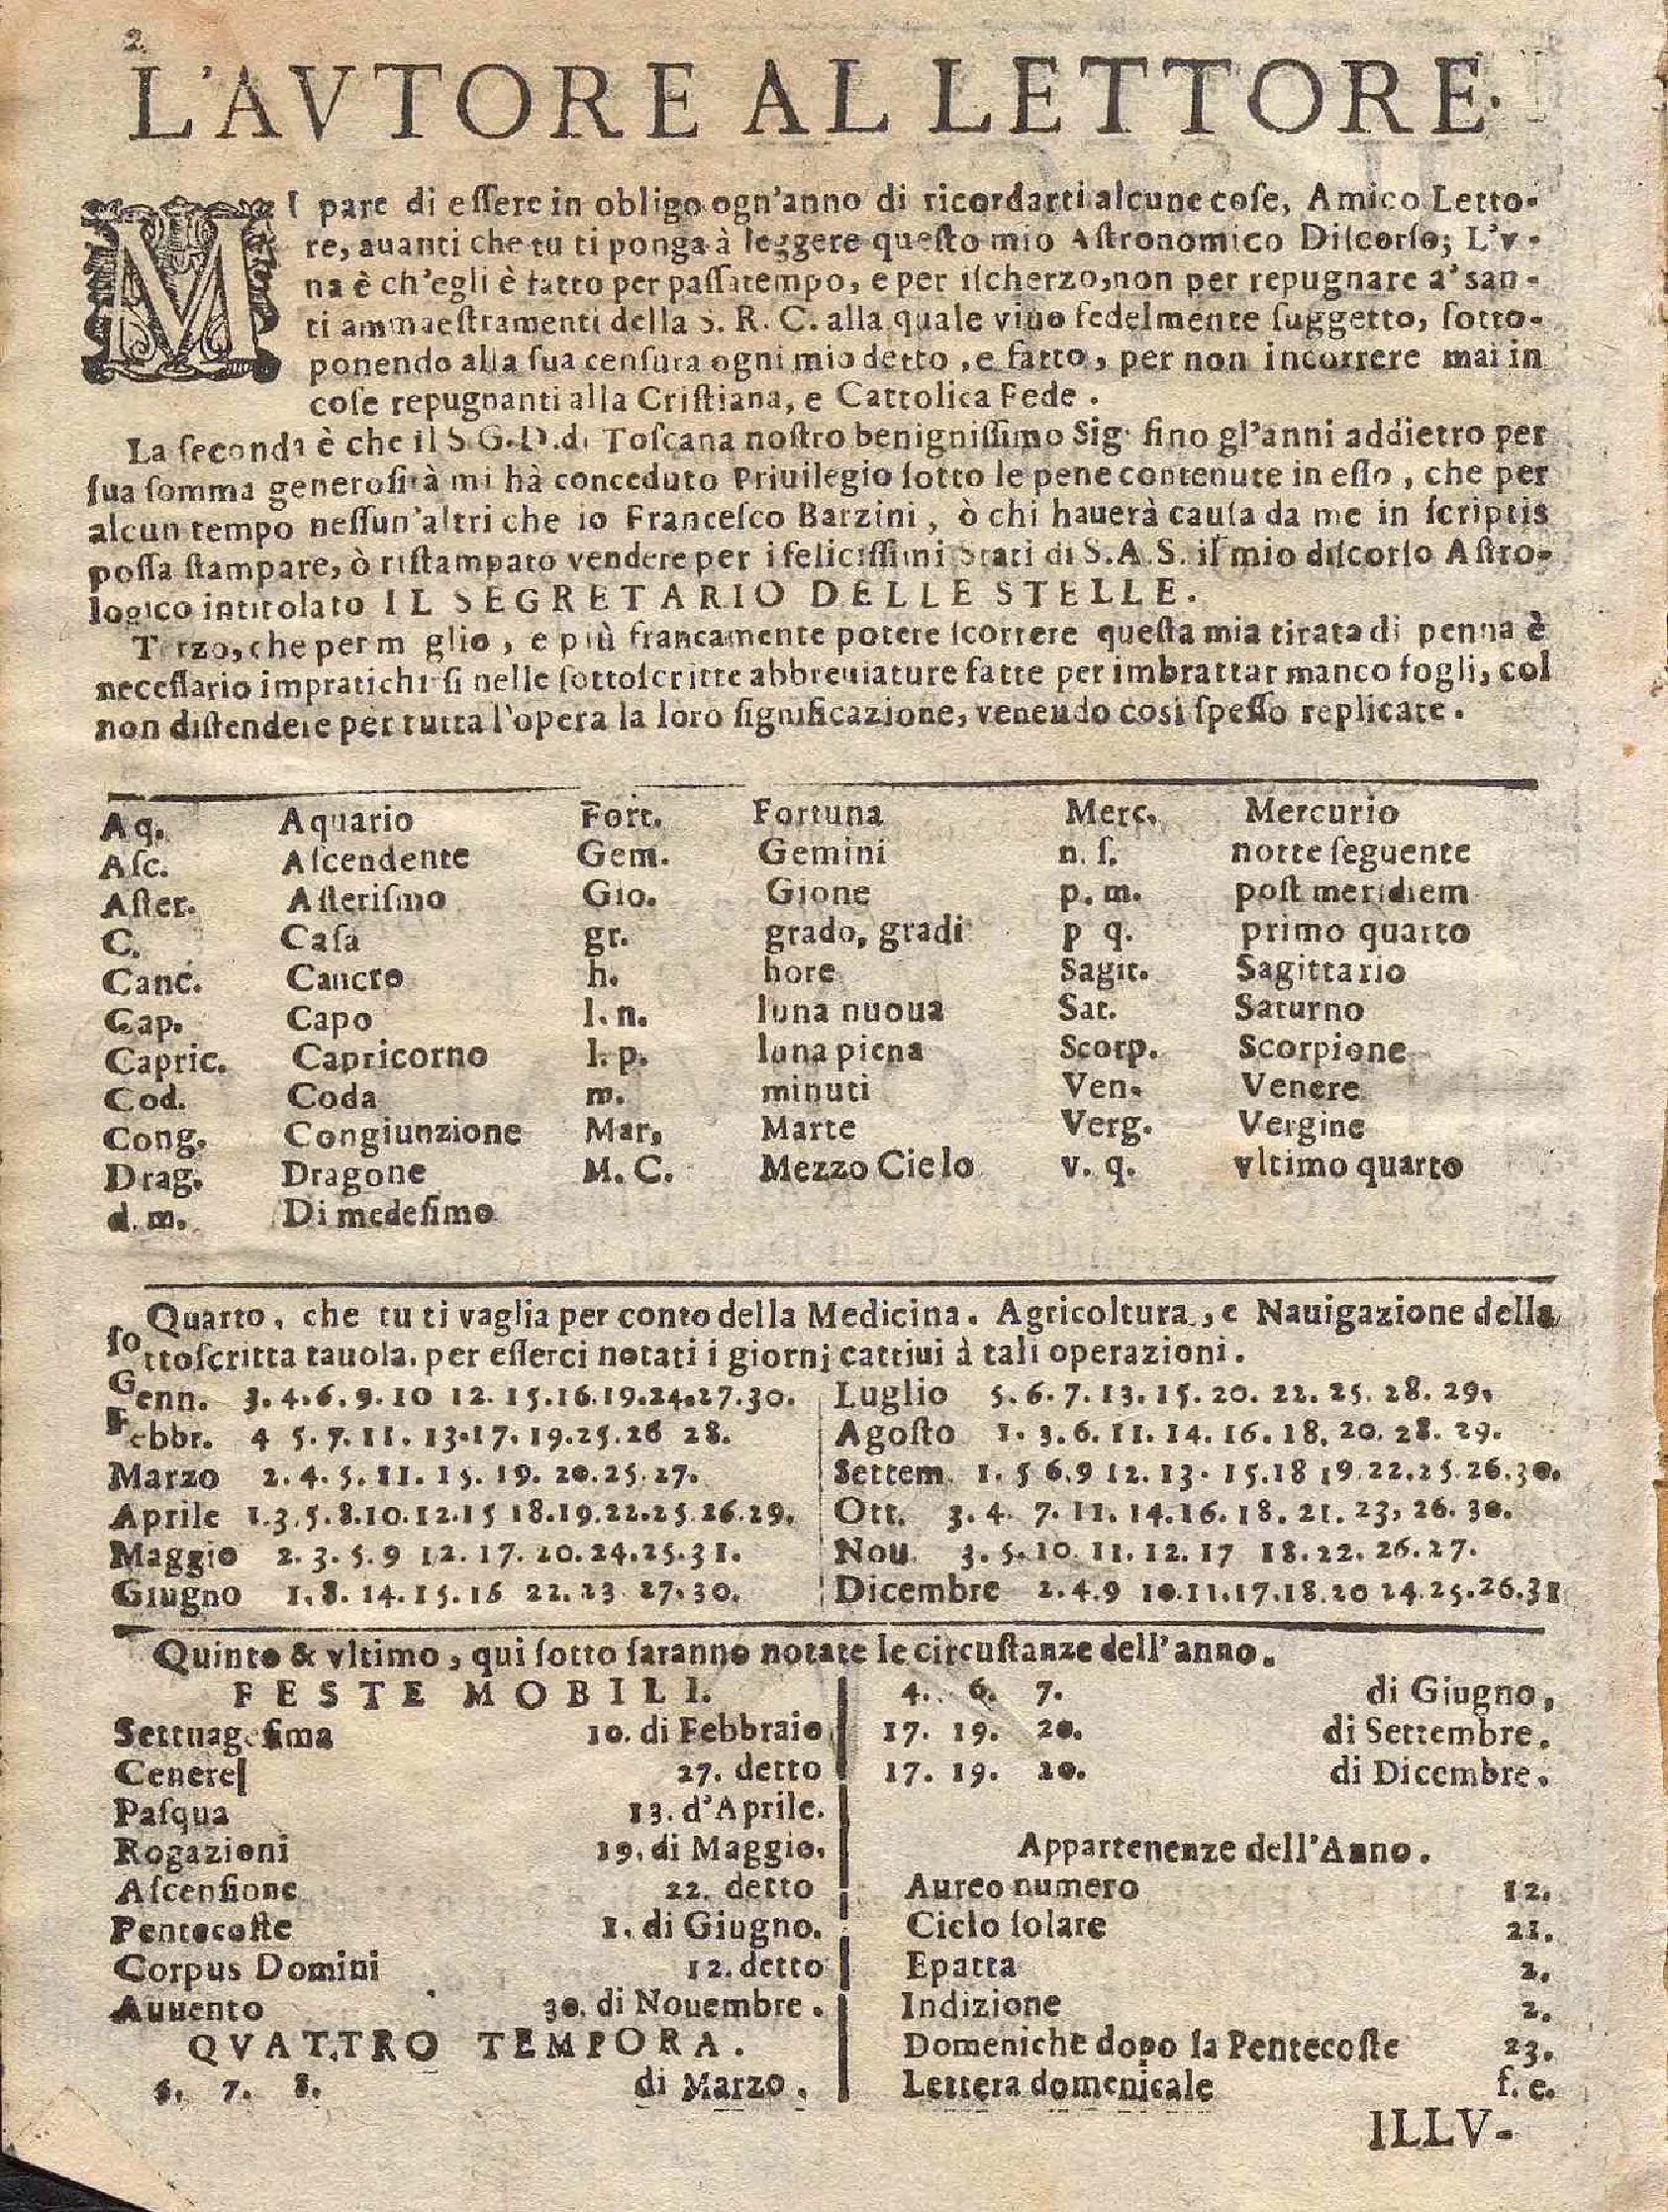 2.
L'AVTORE AL LETTORE.
MI pare di eſſere in obligo ogn'anno di ricordarti alcune coſe, Amico Letto-
re, auanti che tu ti ponga à leggere queſto mio Aſtronomico Diſcorſo; L'v-
na è ch'egli è fatto per paſſatempo, e per iſcherzo, non per repugnare a' san-
ti ammaeſtramenti della S. R. C. alla quale viuo fedelmente ſuggetto, ſotto-
ponendo alla ſua cenſura ogni mio detto, e fatto, per non incorrere mai in
coſe repugnanti alla Criſtiana, e Cattolica Fede.
La ſeconda è che il S.G.D.di Toſcana noſtro benigniſſimo Sig. fino gl'anni addietro per
ſua ſomma generoſità mi hà conceduto Priuilegio ſotto le pene contenute in eſſo, che per
alcun tempo neſſun'altri che io Franceſco Barzini, ò chi hauerà cauſa da me in ſcriptis
poſſa ſtampare, ò riſtampato vendere per i feliciſſimi Stati di S.A.S. il mio diſcorſo Aſtro-
logico intitolato IL SEGRETARIO DELLE STELLE.
Terzo, che per meglio, e più francamente potere ſcorrere queſta mia tirata di penna è
neceſſario impratichirſi nelle ſottoſcritte abbreuiature fatte per imbrattar manco fogli, col
non diſtendere per tutta l'opera la loro ſignificazione, venendo così ſpeſſo replicate.
Aq. Aquario Fort. Fortuna Merc. Mercurio
Aſc. Aſcendente Gem. Gemini n. ſ. notte ſeguente
Aſter. Aſteriſmo Gio. Gione p. m. poſt meridiem
C. Caſa gr. grado, gradi p q. primo quarto
Canc. Cancro h. hore Sagit. Sagittario
Cap. Capo l. n. luna nuoua Sat. Saturno
Capric. Capricorno l. p. luna piena Scorp. Scorpione
Cod. Coda m. minuti Ven. Venere
Cong. Congiunzione Mar, Marte Verg. Vergine
Drag. Dragone M. C. Mezzo Cielo v. q. vltimo quarto
d. m. Di medeſimo
Quarto, che tu ti vaglia per conto della Medicina. Agricoltura, e Nauigazione della
ſottoſcritta tauola. per eſſerci notati i giorni cattiui à tali operazioni.
Genn. 3. 4. 6. 9. 10 12. 15. 16. 19. 24. 27. 30. Luglio 5. 6. 7. 13. 15. 20. 22. 25. 28. 29.
Febbr. 4 5. 7. 11. 13. 17. 19. 25. 26 28. Agoſto 1. 3. 6. 11. 14. 16. 18. 20. 28. 29.
Marzo 2. 4. 5. 11. 15. 19. 20. 25. 27. Settem. 1. 5 6. 9 12. 13. 15. 18 19. 22. 25. 26. 30.
Aprile 1. 3. 5. 8. 10. 12. 15 18. 19. 22. 25. 26. 29. Ott. 3. 4. 7. 11. 14. 16. 18. 21. 23, 26. 30.
Maggio 2. 3. 5. 9 12. 17. 20. 24. 25. 31. Nou. 3. 5. 10. 11. 12. 17 18. 22. 26. 27.
Giugno 1. 8. 14. 15. 16 22. 23 27. 30. Dicembre 2. 4. 9 10. 11. 17. 18. 20 24. 25. 26. 31
Quinto & vltimo, qui ſotto ſaranno notate le circuſtanze dell'anno.
FESTE MOBILI.
Settuageſima 10. di Febbraio
Cenere 27. detto
Paſqua 13. d'Aprile.
Rogazioni 19. di Maggio.
Aſcenſione 22. detto
Pentecoſte 1. di Giugno.
Corpus Domini 12. detto
Auuento 30. di Nouembre.
QVATTRO TEMPORA.
6. 7. 8. di Marzo.
4. 6. 7. di Giugno,
17. 19. 20. di Settembre.
17. 19. 20. di Dicembre.
Appartenenze dell'Anno.
Aureo numero 12.
Ciclo ſolare 21.
Epatta 2.
Indizione 2.
Domeniche dopo la Pentecoſte 23.
Lettera domenicale f. e.
ILLV-